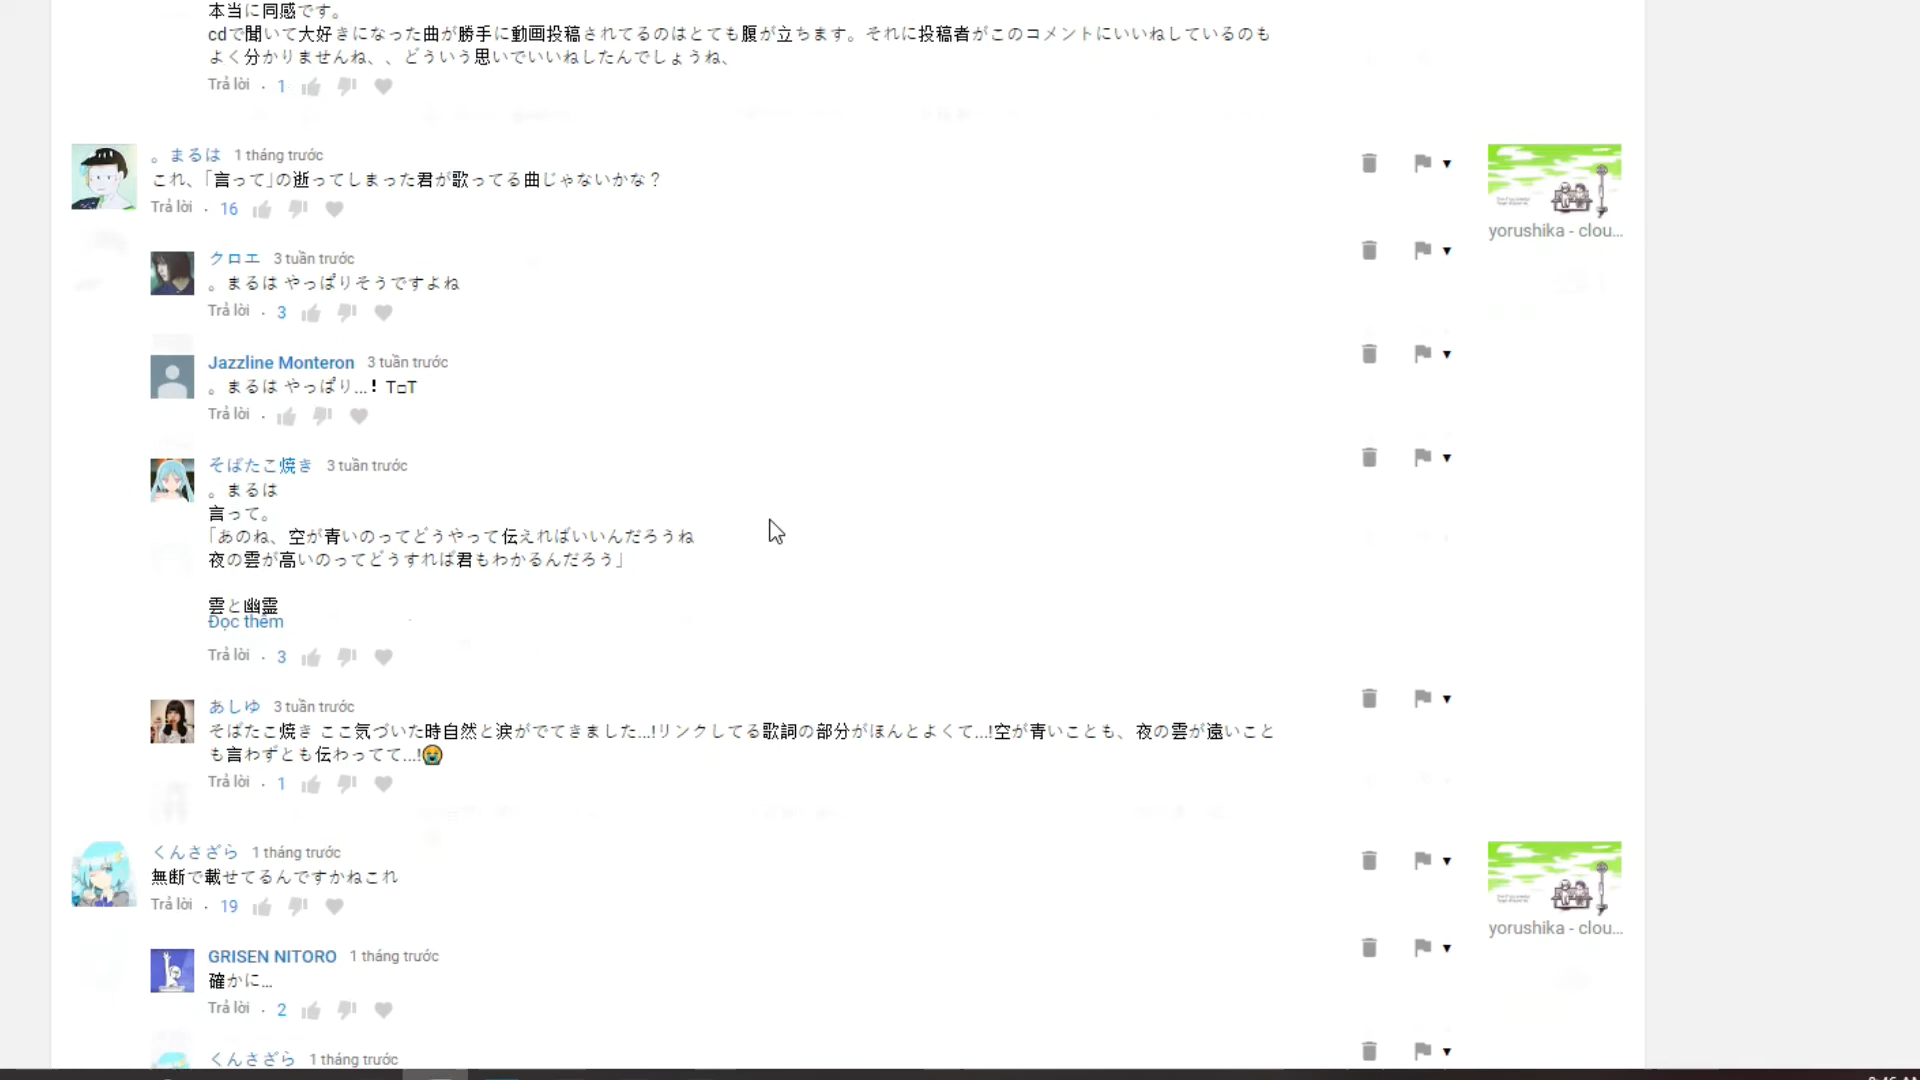 本当に同感です。
cdで聞いて大好きになった曲が勝手に動画投稿されてるのはとても腹が立ちます。それに投稿者がこのコメントにいいねしているのも
よく分かりませんね、、どういう思いでいいねしたんでしょうね、
Trả lời . 1
。まるは 1 tháng trước
これ、「言って」の逝ってしまった君が歌ってる曲じゃないかな？
Trả lời . 16
yorushika - clou...
クロエ 3 tuần trước
。まるは やっぱりそうですよね
Trả lời . 3
Jazzline Monteron 3 tuần trước
。まるは やっぱり...！T□T
Trả lời .
そばたこ焼き 3 tuần trước
。まるは
言って。
「あのね、空が青いのってどうやって伝えればいいんだろうね
夜の雲が高いのってどうすれば君もわかるんだろう」
雲と幽霊
Đọc thêm
Trả lời . 3
あしゆ 3 tuần trước
そばたこ焼き ここ気づいた時自然と涙がでてきました...!リンクしてる歌詞の部分がほんとよくて...!空が青いことも、夜の雲が遠いこと
も言わずとも伝わってて...!😭
Trả lời . 1
くんさざら 1 tháng trước
無断で載せてるんですかねこれ
Trả lời . 19
yorushika - clou...
GRISEN NITORO 1 tháng trước
確かに...
Trả lời . 2
くんさざら 1 tháng trước